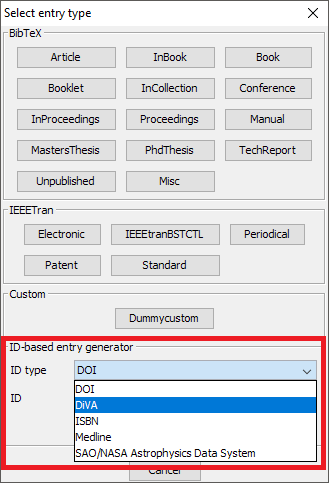 Select entry type
BibTeX
Article InBook Book
Booklet InCollection Conference
InProceedings Proceedings Manual
MastersThesis PhdThesis TechReport
Unpublished Misc
IEEETran
Electronic IEEEtranBSTCTL Periodical
Patent Standard
Custom
Dummycustom
ID-based entry generator
ID type DOI
DOI
DiVA
ID
ISBN
Medline
SAO/NASA Astrophysics Data System
Cancel